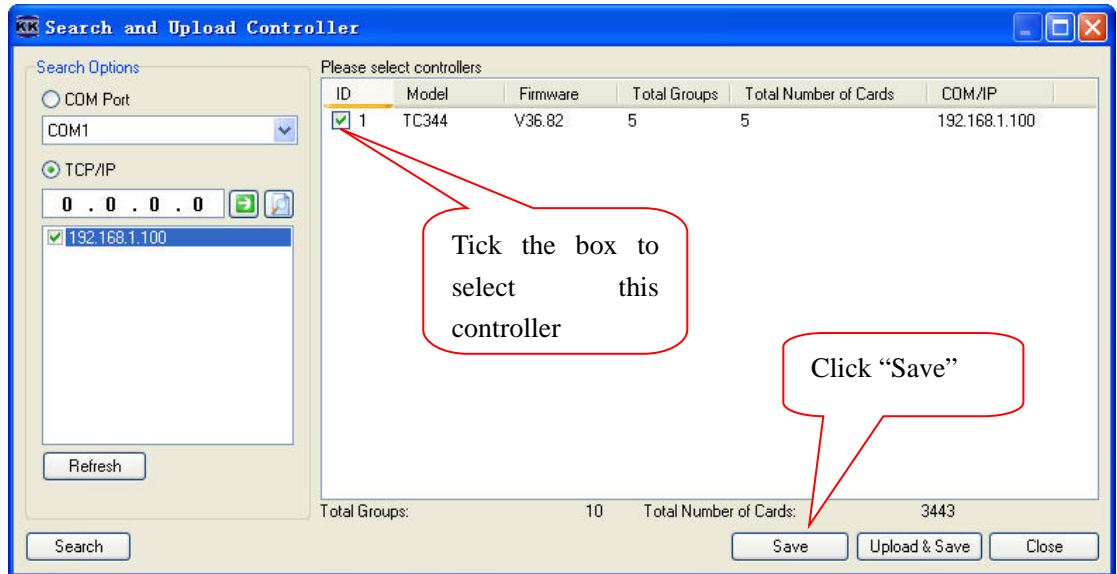 KK Search and Upload Controller
Search Options
COM Port
COM1
TCP/IP
0 . 0 . 0 . 0
192.168.1.100
Refresh
Search
Please select controllers
ID Model Firmware Total Groups Total Number of Cards COM/IP
1 TC344 V36.82 5 5 192.168.1.100
Tick the box to
select this
controller
Click “Save”
Total Groups: 10 Total Number of Cards: 3443
Save Upload & Save Close